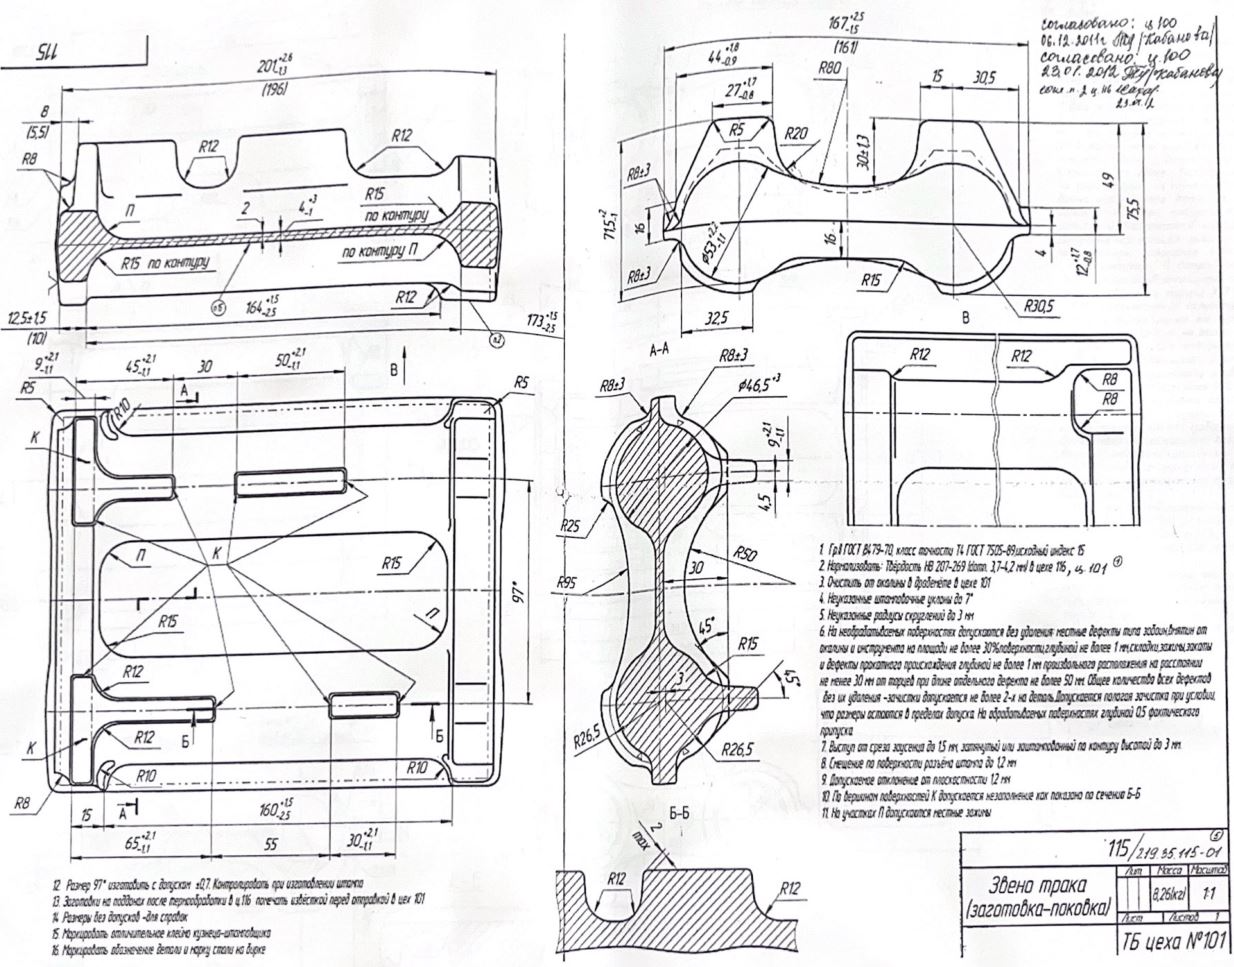 115
согласовано: ц 100
06.12.2011г /Кабанова/
согласовано: ц.100
23.01.2012 /Кабанева/
201 +2,6 -1,3
(196)
В
(5,5)
R8
R12
R12
R15
по контуру
П
2
4 +3 -1
R15 по контуру
по контуру П
R12
12,5±1,5
(10)
164 +1,5 -2,5
173 +1,5 -2,5
167 +2,5 -1,5
(161)
44 +1,8 -0,9
R80
15
30,5
27 +1,7 -0,8
R5
R20
30±1,3
R8±3
49
75,5
71,5 +2 -1
16
⌀53 +2,2 -1,1
16
4
12 +1,7 -0,8
R8±3
R15
R30,5
32,5
9 +2,1 -1,1
45 +2,1 -1,1
30
50 +2,1 -1,1
В
R5
А
R5
R10
К
П
К
R15
97*
R15
П
R12
К
R12
Б
Б
R10
R10
R8
15
А
160 +1,5 -2,5
65 +2,1 -1,1
55
30 +2,1 -1,1
А-А
R8±3
R8±3
⌀46,5 +3
9 +2,1 -1,1
4,5
R25
R50
30
R95
45°
R15
3
R26,5
R26,5
Б-Б
2 max
R12
R12
В
R12
R12
R8
R8
1 Гр.II ГОСТ 8479-70, класс точности Т4 ГОСТ 7505-89,исходный индекс 15
2 Нормализовать: Твёрдость НВ 207-269 (dотп. 3,7-4,2 мм) в цехе 116, ц. 101
3. Очистить от окалины в дробемёте в цехе 101
4. Неуказанные штамповочные уклоны до 7°
5. Неуказанные радиусы скруглений до 3 мм
6. На необрабатываемых поверхностях допускаются без удаления местные дефекты типа забоин,вмятин от
окалины и инструмента на площади не более 30%поверхности,глубиной не более 1 мм,складки,зажимы,закаты
и дефекты прокатного происхождения глубиной не более 1 мм произвольного расположения на расстоянии
не менее 30 мм от торцев при длине отдельного дефекта не более 50 мм. Общее количество всех дефектов
без их удаления -зачистки допускается не более 2-х на деталь.Допускается пологая зачистка при условии,
что размеры остаются в пределах допуска. На обрабатываемых поверхностях глубиной 0,5 фактического
припуска
7. Выступ от среза заусенца до 1,5 мм, затянутый или заштампованный по контуру высотой до 3 мм
8. Смещение по поверхности разъёма штампа до 1,2 мм
9 Допускаемое отклонение от плоскостности 1,2 мм
10. По вершинам поверхностей К допускается незаполнение как показано по сечению Б-Б
11. На участках П допускаются местные зажимы
12 Размер 97* изготовить с допуском ±0,7. Контролировать при изготовлении штампа
13 Заготовки на поддонах после термообработки в ц.116 помечать известкой перед отправкой в цех 101
14 Размеры без допусков -для справок
15 Маркировать отличительное клеймо кузнеца-штамповщика
16 Маркировать обозначение детали и марку стали на бирке
115/219.35.115-01
Звено трака
(заготовка-поковка)
Лит Масса Масштаб
8,26(кг) 1:1
Лист Листов 1
ТБ цеха №101